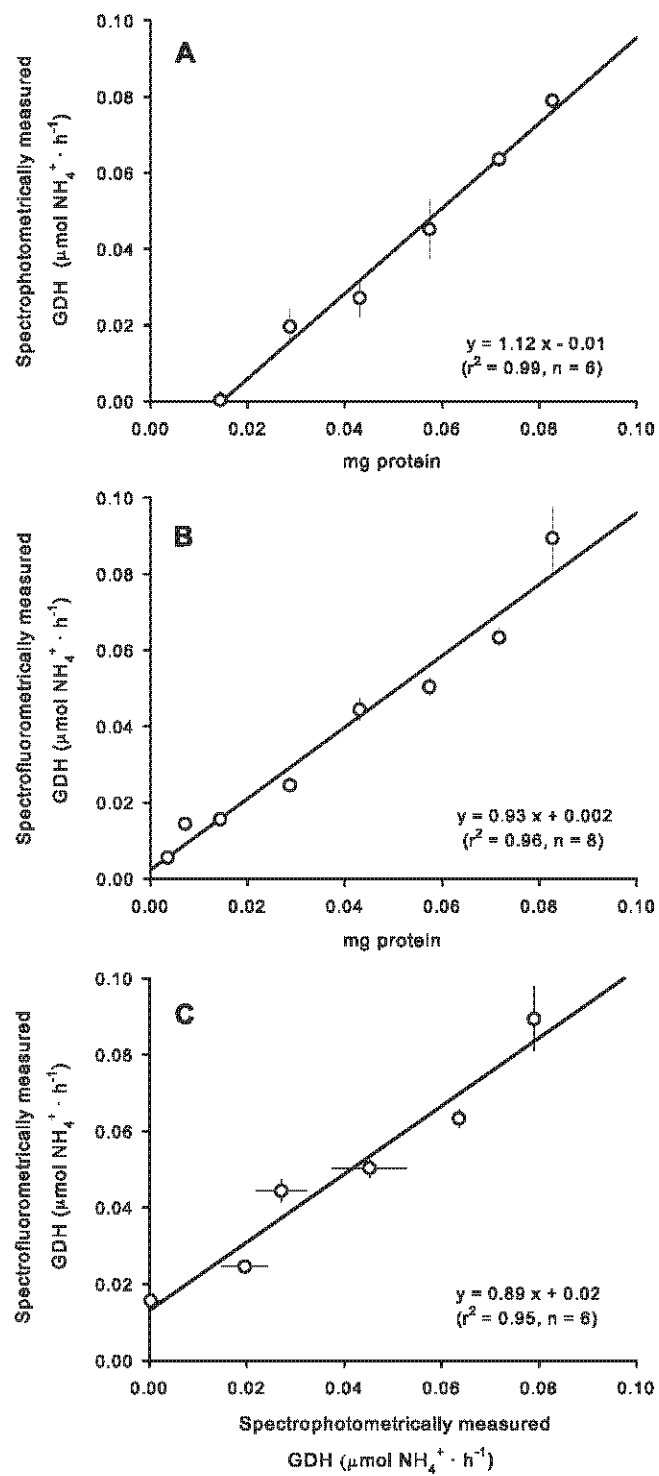 A
Spectrophotometrically measured
GDH (μmol NH₄⁺ · h⁻¹)
0.10
0.08
0.06
0.04
0.02
0.00
y = 1.12 x - 0.01
(r² = 0.99, n = 6)
0.00 0.02 0.04 0.06 0.08 0.10
mg protein
B
Spectrofluorometrically measured
GDH (μmol NH₄⁺ · h⁻¹)
0.10
0.08
0.06
0.04
0.02
0.00
y = 0.93 x + 0.002
(r² = 0.96, n = 8)
0.00 0.02 0.04 0.06 0.08 0.10
mg protein
C
Spectrofluorometrically measured
GDH (μmol NH₄⁺ · h⁻¹)
0.10
0.08
0.06
0.04
0.02
0.00
y = 0.89 x + 0.02
(r² = 0.95, n = 6)
0.00 0.02 0.04 0.06 0.08 0.10
Spectrophotometrically measured
GDH (μmol NH₄⁺ · h⁻¹)